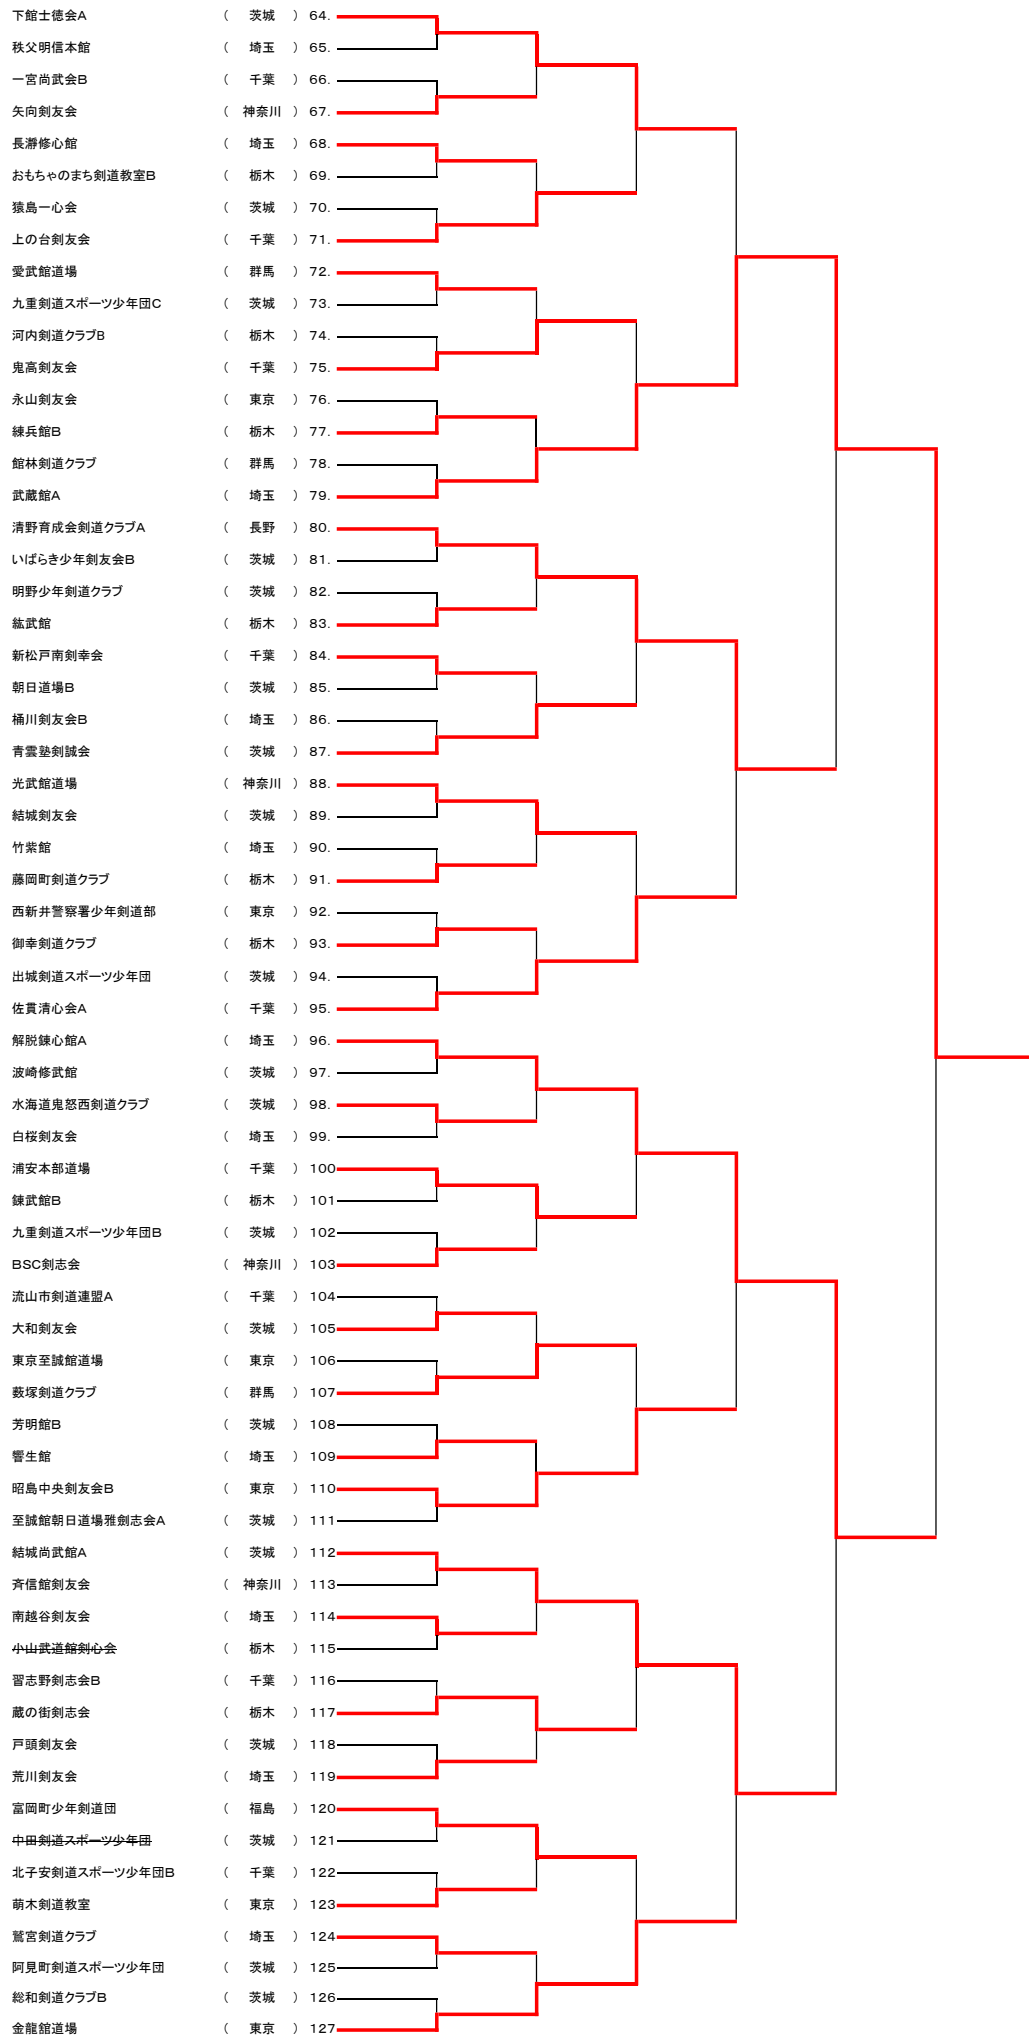 下館士徳会A （ 茨城 ） 64.
秩父明信本館 （ 埼玉 ） 65.
一宮尚武会B （ 千葉 ） 66.
矢向剣友会 （ 神奈川 ） 67.
長瀞修心館 （ 埼玉 ） 68.
おもちゃのまち剣道教室B （ 栃木 ） 69.
猿島一心会 （ 茨城 ） 70.
上の台剣友会 （ 千葉 ） 71.
愛武館道場 （ 群馬 ） 72.
九重剣道スポーツ少年団C （ 茨城 ） 73.
河内剣道クラブB （ 栃木 ） 74.
鬼高剣友会 （ 千葉 ） 75.
永山剣友会 （ 東京 ） 76.
練兵館B （ 栃木 ） 77.
館林剣道クラブ （ 群馬 ） 78.
武蔵館A （ 埼玉 ） 79.
清野育成会剣道クラブA （ 長野 ） 80.
いばらき少年剣友会B （ 茨城 ） 81.
明野少年剣道クラブ （ 茨城 ） 82.
紘武館 （ 栃木 ） 83.
新松戸南剣幸会 （ 千葉 ） 84.
朝日道場B （ 茨城 ） 85.
桶川剣友会B （ 埼玉 ） 86.
青雲塾剣誠会 （ 茨城 ） 87.
光武館道場 （ 神奈川 ） 88.
結城剣友会 （ 茨城 ） 89.
竹紫館 （ 埼玉 ） 90.
藤岡町剣道クラブ （ 栃木 ） 91.
西新井警察署少年剣道部 （ 東京 ） 92.
御幸剣道クラブ （ 栃木 ） 93.
出城剣道スポーツ少年団 （ 茨城 ） 94.
佐貫清心会A （ 千葉 ） 95.
解脱錬心館A （ 埼玉 ） 96.
波崎修武館 （ 茨城 ） 97.
水海道鬼怒西剣道クラブ （ 茨城 ） 98.
白桜剣友会 （ 埼玉 ） 99.
浦安本部道場 （ 千葉 ） 100
錬武館B （ 栃木 ） 101
九重剣道スポーツ少年団B （ 茨城 ） 102
BSC剣志会 （ 神奈川 ） 103
流山市剣道連盟A （ 千葉 ） 104
大和剣友会 （ 茨城 ） 105
東京至誠館道場 （ 東京 ） 106
薮塚剣道クラブ （ 群馬 ） 107
芳明館B （ 茨城 ） 108
響生館 （ 埼玉 ） 109
昭島中央剣友会B （ 東京 ） 110
至誠館朝日道場雅劍志会A （ 茨城 ） 111
結城尚武館A （ 茨城 ） 112
斉信館剣友会 （ 神奈川 ） 113
南越谷剣友会 （ 埼玉 ） 114
小山武道館剣心会 （ 栃木 ） 115
習志野剣志会B （ 千葉 ） 116
蔵の街剣志会 （ 栃木 ） 117
戸頭剣友会 （ 茨城 ） 118
荒川剣友会 （ 埼玉 ） 119
富岡町少年剣道団 （ 福島 ） 120
中田剣道スポーツ少年団 （ 茨城 ） 121
北子安剣道スポーツ少年団B （ 千葉 ） 122
萌木剣道教室 （ 東京 ） 123
鷲宮剣道クラブ （ 埼玉 ） 124
阿見町剣道スポーツ少年団 （ 茨城 ） 125
総和剣道クラブB （ 茨城 ） 126
金龍舘道場 （ 東京 ） 127